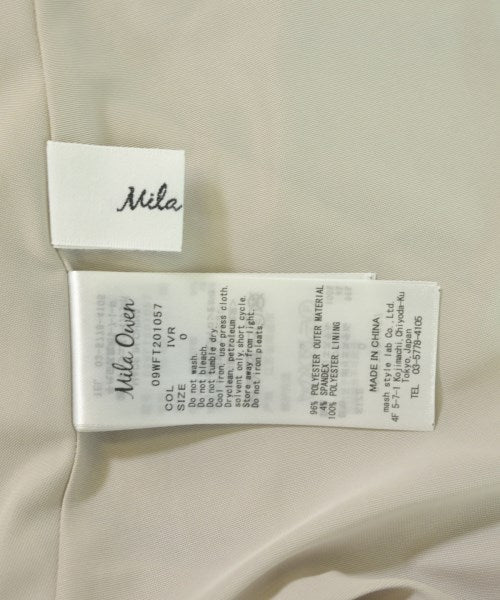 Mila
Mila Owen
09WFT201057
COL IVR
SIZE 0
Do not wash.
Do not bleach.
Do not tumble dry.
Cool iron, use press cloth.
Dryclean, petroleum
solvent only,short cycle.
Store away from light.
Do not iron pleats.
96% POLYESTER OUTER MATERIAL
4% SPANDEX
100% POLYESTER LINING
MADE IN CHINA
mash style lab Co., Ltd.
4F 5-7-1 Kojimachi, Chiyoda-Ku
Tokyo, Japan
TEL 03-5778-4105